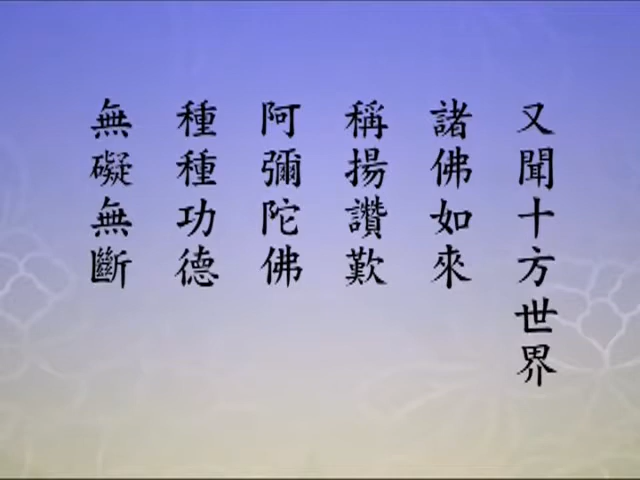 又聞十方世界
諸佛如來
稱揚讚歎
阿彌陀佛
種種功德
無礙無斷